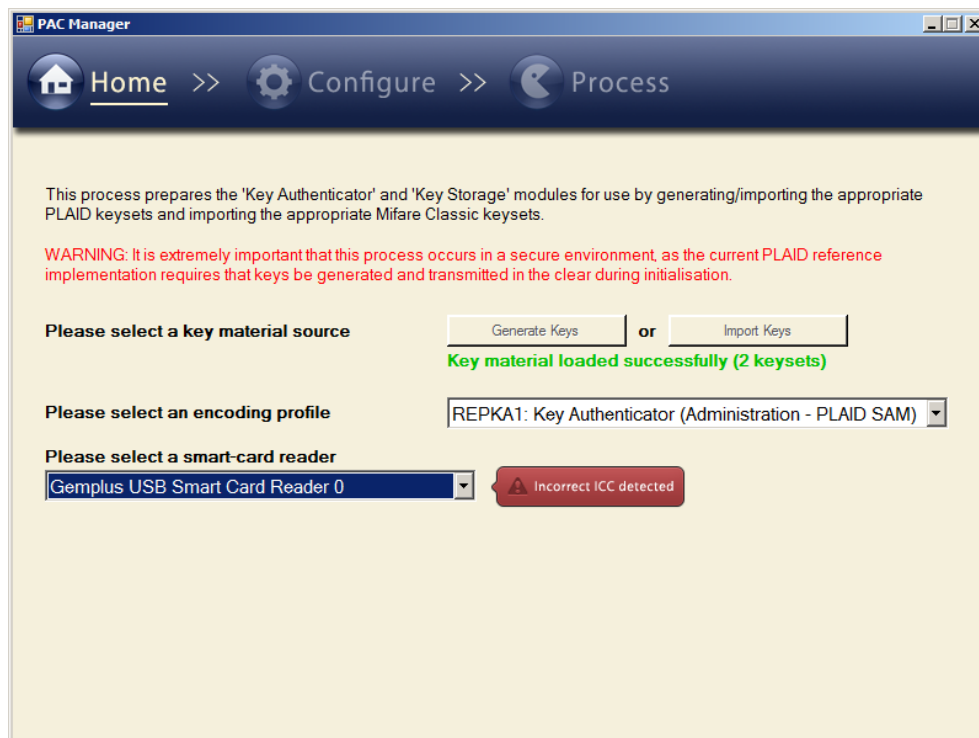 PAC Manager
Home >> Configure >> Process
This process prepares the 'Key Authenticator' and 'Key Storage' modules for use by generating/importing the appropriate
PLAID keysets and importing the appropriate Mifare Classic keysets.
WARNING: It is extremely important that this process occurs in a secure environment, as the current PLAID reference
implementation requires that keys be generated and transmitted in the clear during initialisation.
Please select a key material source Generate Keys or Import Keys
Key material loaded successfully (2 keysets)
Please select an encoding profile REPKA1: Key Authenticator (Administration - PLAID SAM)
Please select a smart-card reader
Gemplus USB Smart Card Reader 0 Incorrect ICC detected